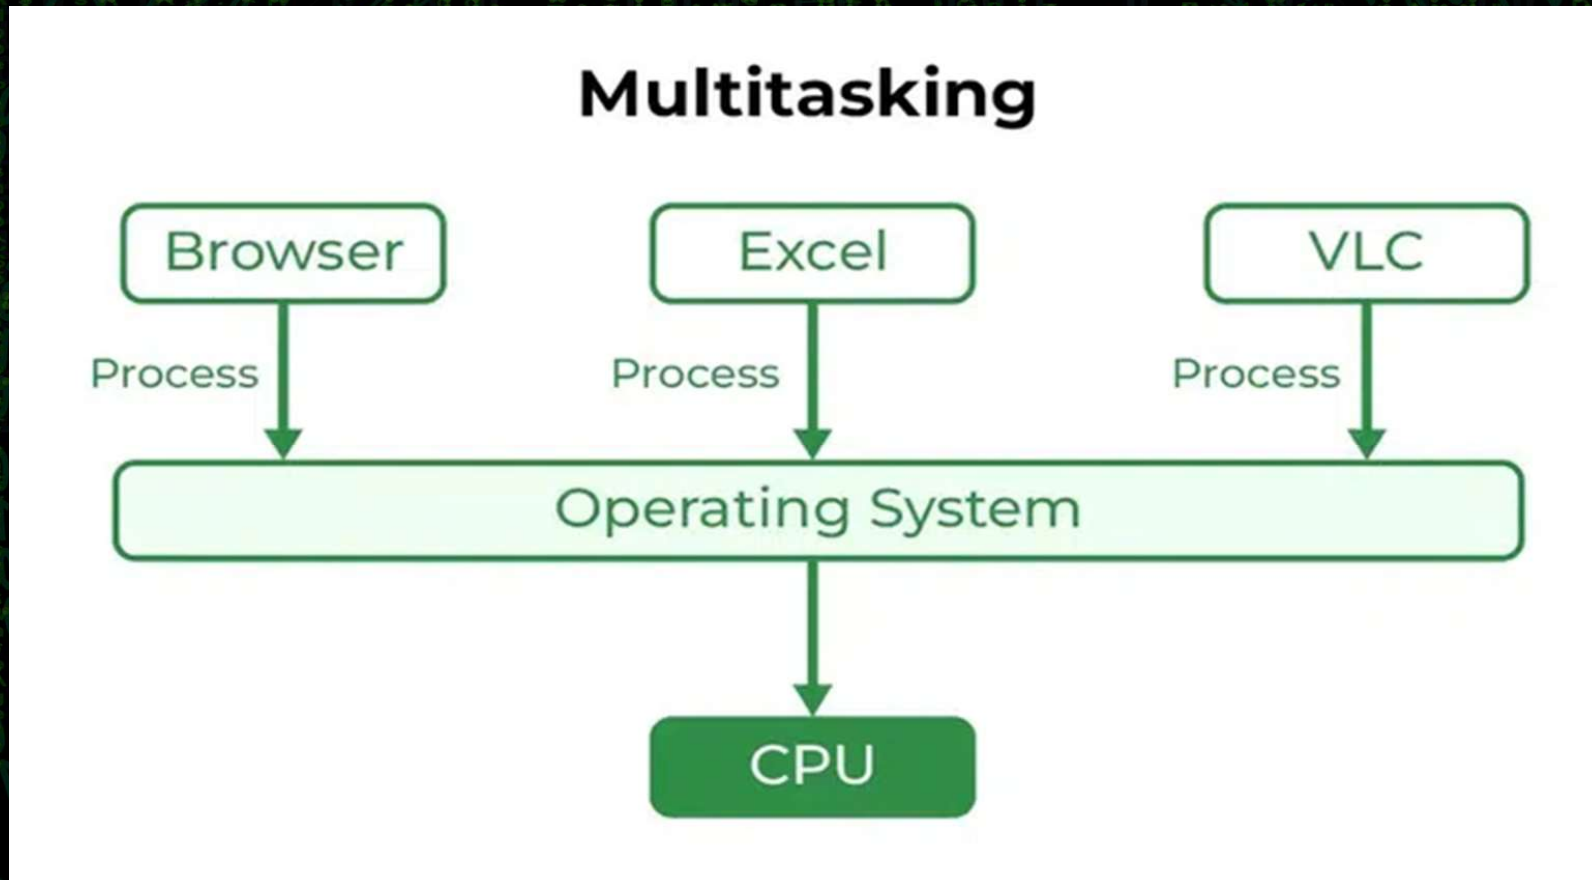 Multitasking
Browser
Excel
VLC
Process
Process
Process
Operating System
CPU